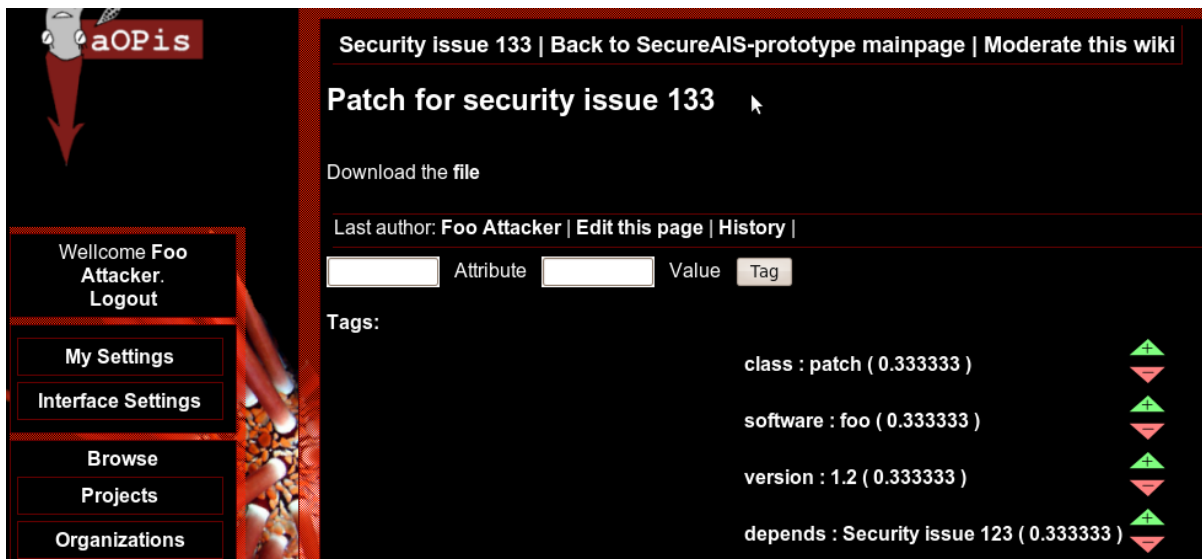 aOPis
Security issue 133 | Back to SecureAIS-prototype mainpage | Moderate this wiki
Patch for security issue 133
Download the file
Last author: Foo Attacker | Edit this page | History |
Attribute Value Tag
Tags:
class : patch ( 0.333333 )
software : foo ( 0.333333 )
version : 1.2 ( 0.333333 )
depends : Security issue 123 ( 0.333333 )
Wellcome Foo
Attacker.
Logout
My Settings
Interface Settings
Browse
Projects
Organizations